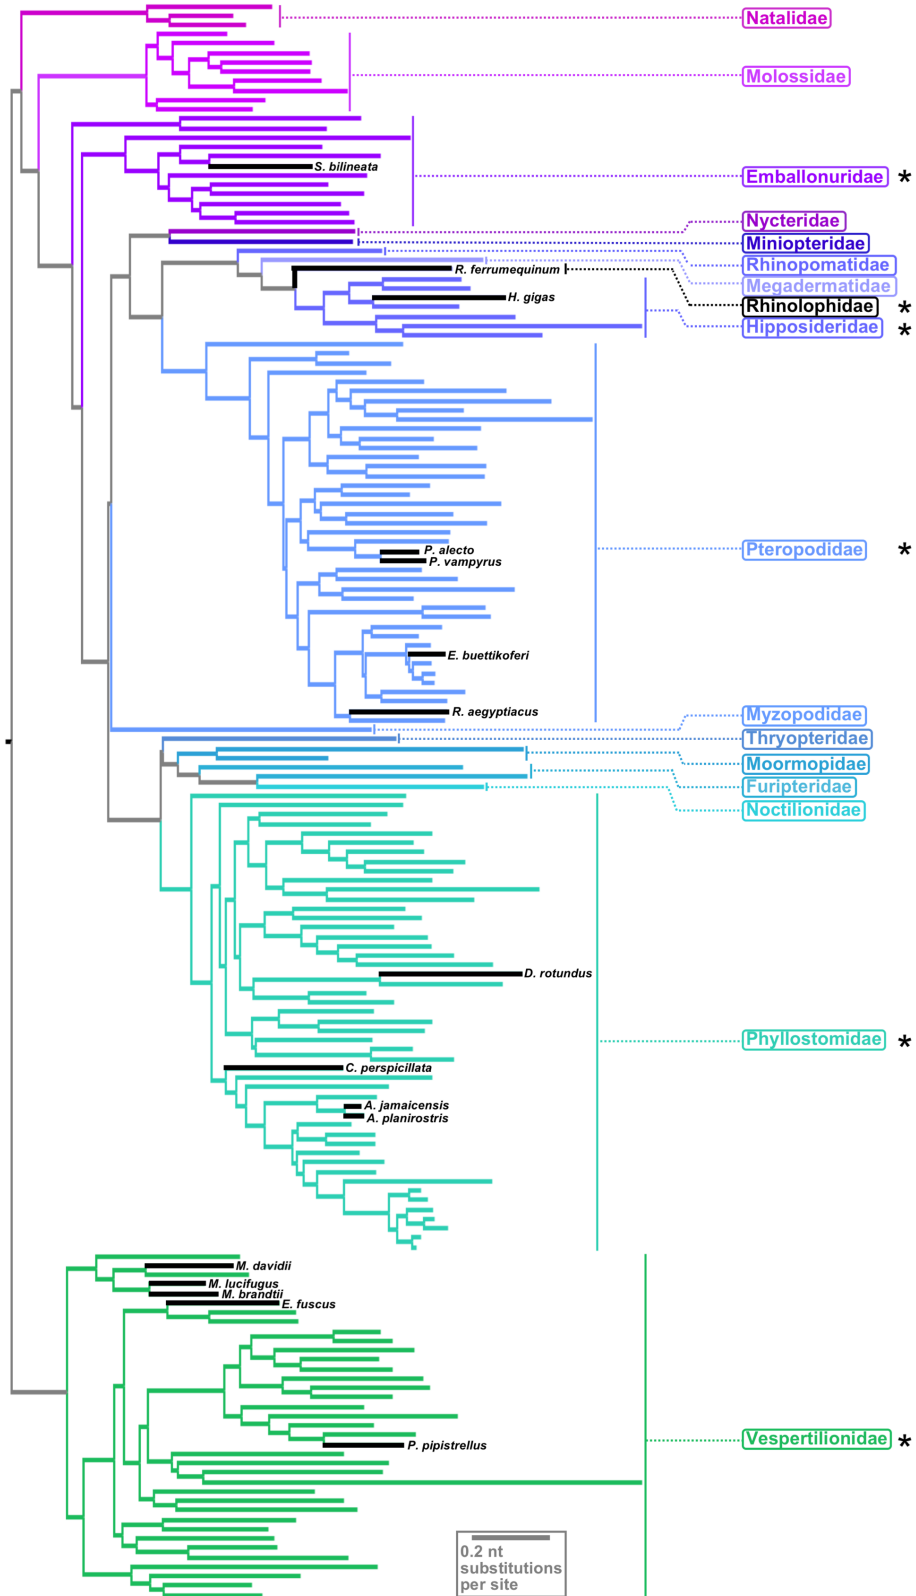 Natalidae
Molossidae
S. bilineata
Emballonuridae *
Nycteridae
Miniopteridae
Rhinopomatidae
R. ferrumequinum
Megadermatidae
H. gigas
Rhinolophidae *
Hipposideridae *
P. alecto
Pteropodidae *
P. vampyrus
E. buettikoferi
R. aegyptiacus
Myzopodidae
Thryopteridae
Moormopidae
Furipteridae
Noctilionidae
D. rotundus
Phyllostomidae *
C. perspicillata
A. jamaicensis
A. planirostris
M. davidii
M. lucifugus
M. brandtii
E. fuscus
Vespertilionidae *
P. pipistrellus
0.2 nt
substitutions
per site